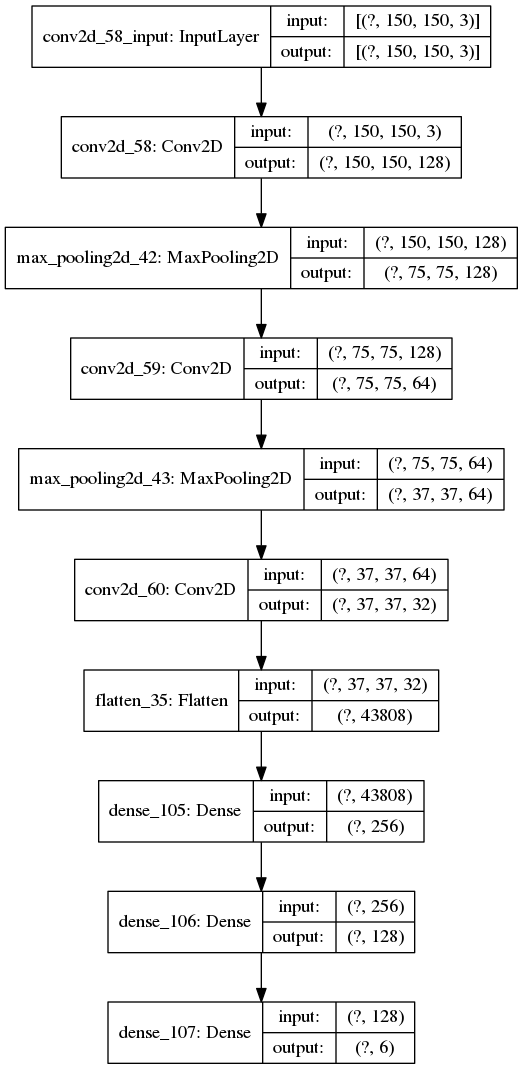 conv2d_58_input: InputLayer
input:
[(?, 150, 150, 3)]
output:
[(?, 150, 150, 3)]
conv2d_58: Conv2D
input:
(?, 150, 150, 3)
output:
(?, 150, 150, 128)
max_pooling2d_42: MaxPooling2D
input:
(?, 150, 150, 128)
output:
(?, 75, 75, 128)
conv2d_59: Conv2D
input:
(?, 75, 75, 128)
output:
(?, 75, 75, 64)
max_pooling2d_43: MaxPooling2D
input:
(?, 75, 75, 64)
output:
(?, 37, 37, 64)
conv2d_60: Conv2D
input:
(?, 37, 37, 64)
output:
(?, 37, 37, 32)
flatten_35: Flatten
input:
(?, 37, 37, 32)
output:
(?, 43808)
dense_105: Dense
input:
(?, 43808)
output:
(?, 256)
dense_106: Dense
input:
(?, 256)
output:
(?, 128)
dense_107: Dense
input:
(?, 128)
output:
(?, 6)